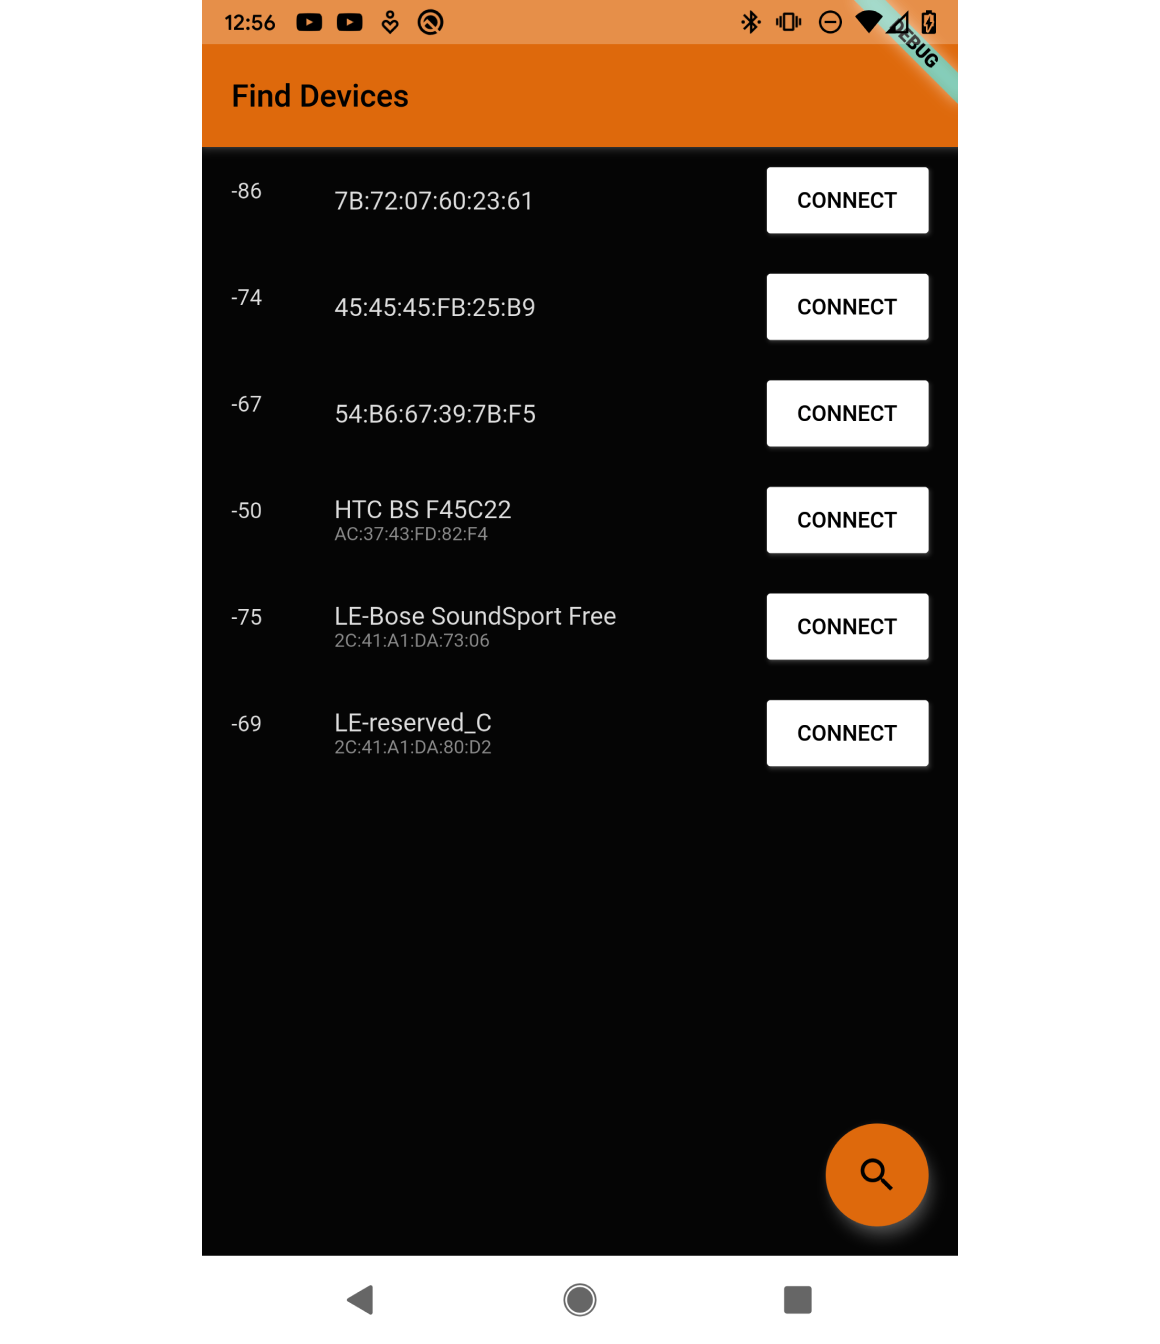 12:56
DEBUG
Find Devices
-86 7B:72:07:60:23:61 CONNECT
-74 45:45:45:FB:25:B9 CONNECT
-67 54:B6:67:39:7B:F5 CONNECT
-50 HTC BS F45C22 CONNECT
AC:37:43:FD:82:F4
-75 LE-Bose SoundSport Free CONNECT
2C:41:A1:DA:73:06
-69 LE-reserved_C CONNECT
2C:41:A1:DA:80:D2